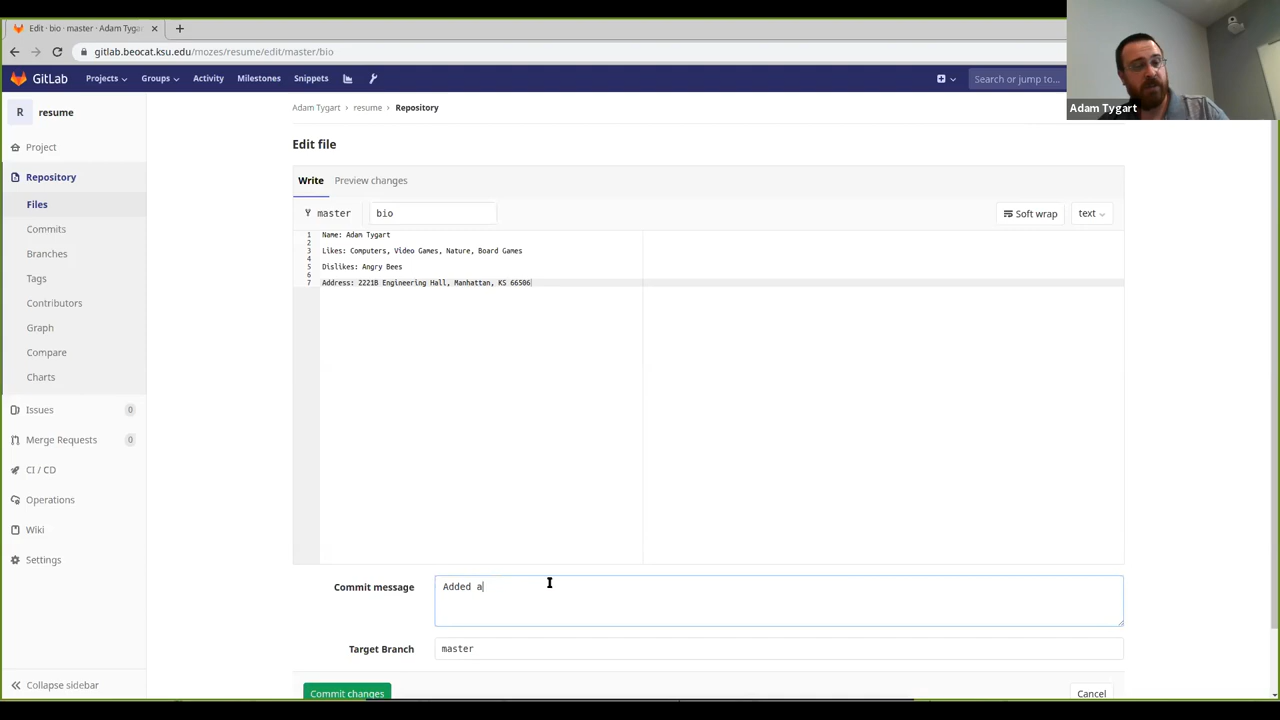 Edit · bio · master · Adam Tyga
gitlab.beocat.ksu.edu/mozes/resume/edit/master/bio
GitLab Projects Groups Activity Milestones Snippets Search or jump to...
Adam Tygart
R resume
Adam Tygart > resume > Repository
Project
Repository
Files
Commits
Branches
Tags
Contributors
Graph
Compare
Charts
Issues 0
Merge Requests 0
CI / CD
Operations
Wiki
Settings
Collapse sidebar
Edit file
Write Preview changes
master bio Soft wrap text
1 Name: Adam Tygart
2
3 Likes: Computers, Video Games, Nature, Board Games
4
5 Dislikes: Angry Bees
6
7 Address: 2221B Engineering Hall, Manhattan, KS 66506
Commit message Added a
Target Branch master
Commit changes Cancel